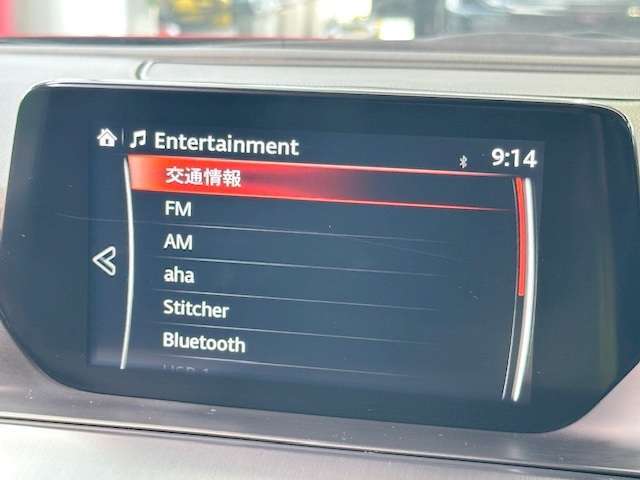 Entertainment
9:14
交通情報
FM
AM
aha
Stitcher
Bluetooth